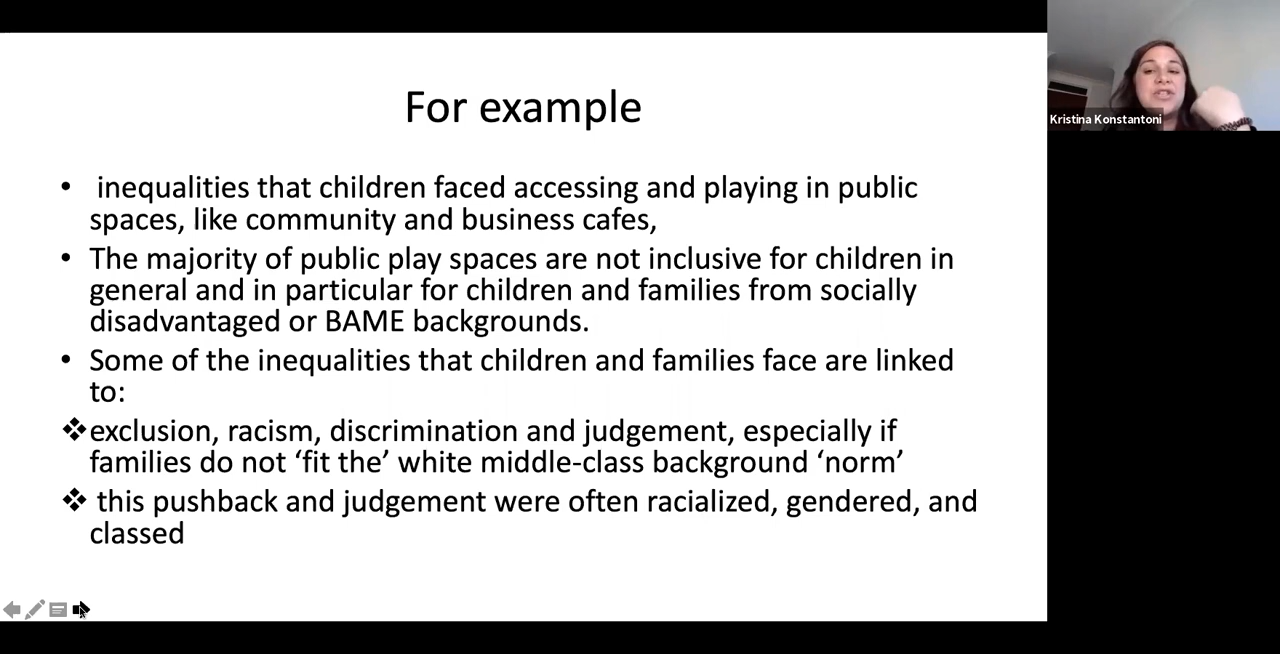 For example
• inequalities that children faced accessing and playing in public
spaces, like community and business cafes,
• The majority of public play spaces are not inclusive for children in
general and in particular for children and families from socially
disadvantaged or BAME backgrounds.
• Some of the inequalities that children and families face are linked
to:
❖exclusion, racism, discrimination and judgement, especially if
families do not ‘fit the’ white middle-class background ‘norm’
❖ this pushback and judgement were often racialized, gendered, and
classed
Kristina Konstantoni